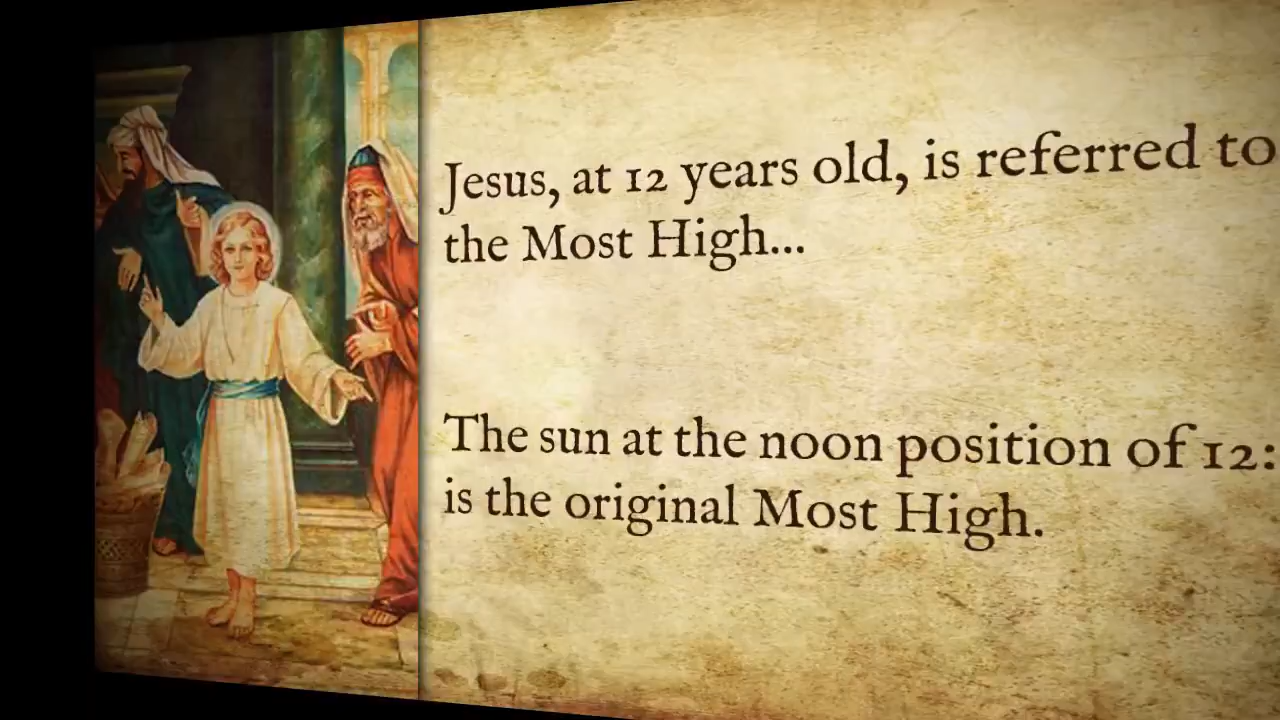 Jesus, at 12 years old, is referred to
the Most High...
The sun at the noon position of 12:
is the original Most High.